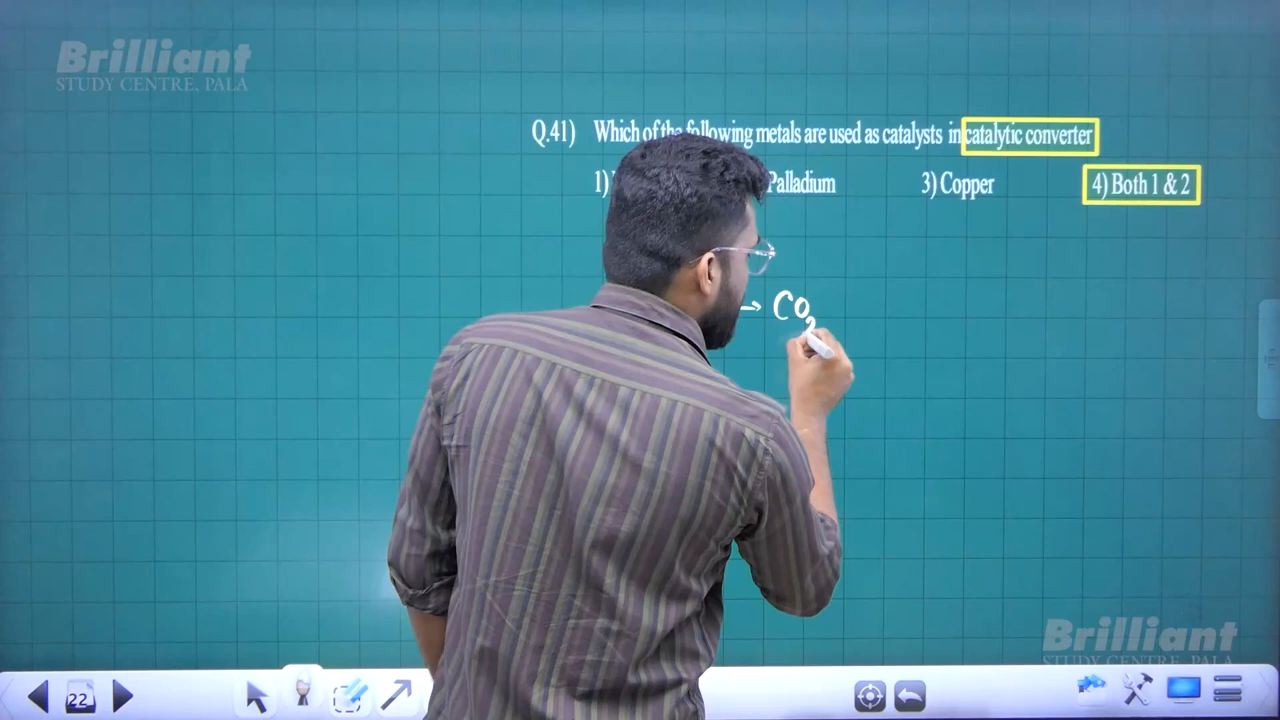 Brilliant
STUDY CENTRE, PALA
Q.41) Which of the following metals are used as catalysts in catalytic converter
1) Palladium 3) Copper 4) Both 1 & 2
→ CO2
22
Brilliant
STUDY CENTRE, PALA